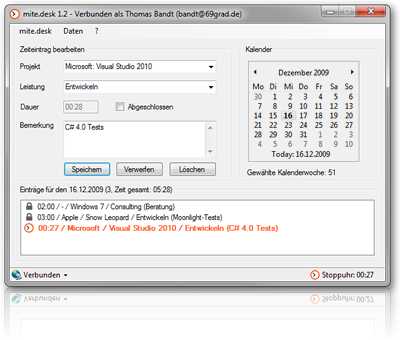 mite.desk 1.2 - Verbunden als Thomas Bandt (bandt@69grad.de)
mite.desk Daten ?
Zeiteintrag bearbeiten
Projekt Microsoft: Visual Studio 2010
Leistung Entwickeln
Dauer 00:28 Abgeschlossen
Bemerkung C# 4.0 Tests
Speichern Verwerfen Löschen
Kalender
Dezember 2009
Mo Di Mi Do Fr Sa So
30 1 2 3 4 5 6
7 8 9 10 11 12 13
14 15 16 17 18 19 20
21 22 23 24 25 26 27
28 29 30 31 1 2 3
4 5 6 7 8 9 10
Today: 16.12.2009
Gewählte Kalenderwoche: 51
Einträge für den 16.12.2009 (3, Zeit gesamt: 05:28)
02:00 / - / Windows 7 / Consulting (Beratung)
03:00 / Apple / Snow Leopard / Entwickeln (Moonlight-Tests)
00:27 / Microsoft / Visual Studio 2010 / Entwickeln (C# 4.0 Tests)
Verbunden
Stoppuhr: 00:27